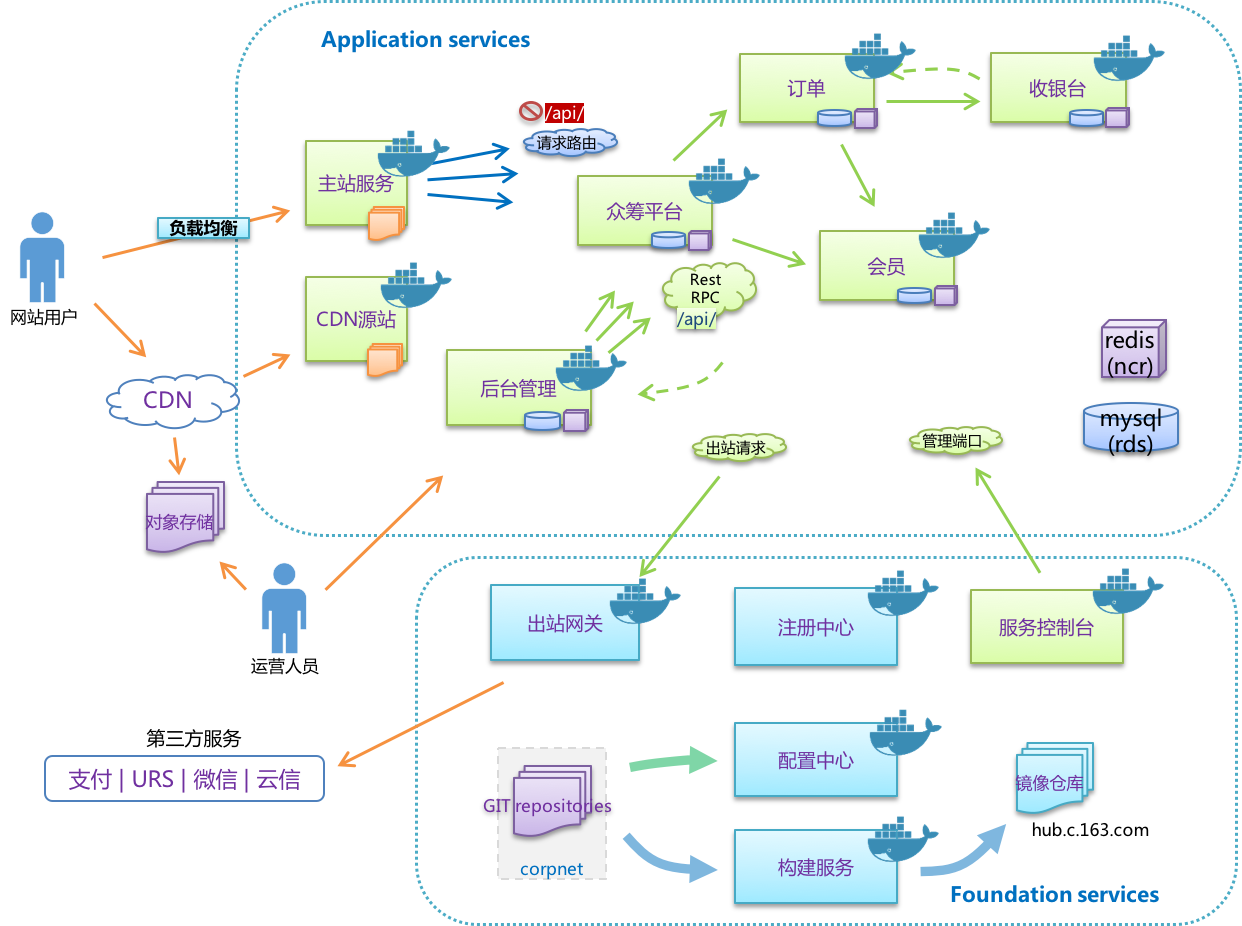 Application services
/api/
请求路由
订单
收银台
主站服务
众筹平台
负载均衡
会员
网站用户
CDN源站
Rest
RPC
/api/
redis
(ncr)
后台管理
CDN
mysql
(rds)
出站请求
管理端口
对象存储
运营人员
出站网关
注册中心
服务控制台
第三方服务
支付 | URS | 微信 | 云信
配置中心
GIT repositories
镜像仓库
hub.c.163.com
corpnet
构建服务
Foundation services